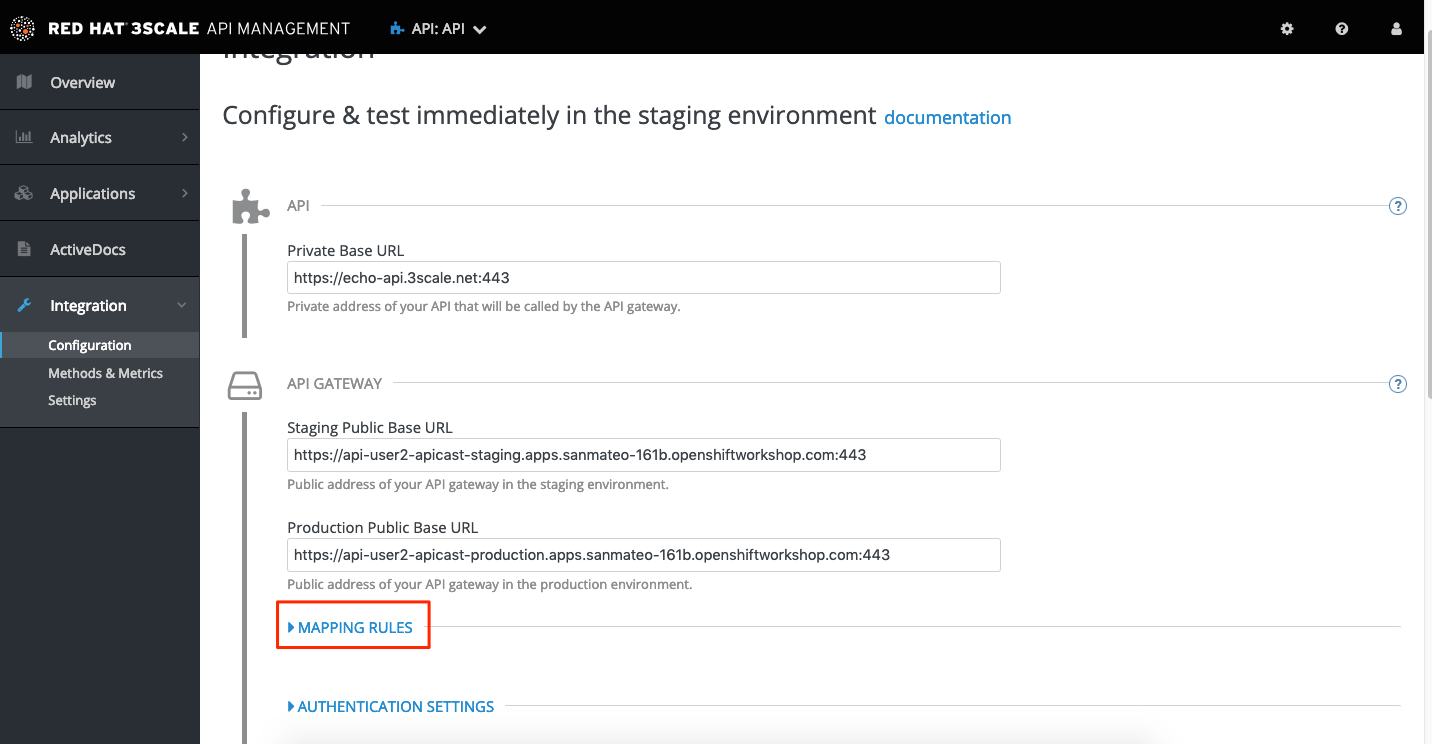 RED HAT 3SCALE API MANAGEMENT
API: API
Overview
Analytics
Applications
ActiveDocs
Integration
Configuration
Methods & Metrics
Settings
Integration
Configure & test immediately in the staging environment documentation
API
?
Private Base URL
https://echo-api.3scale.net:443
Private address of your API that will be called by the API gateway.
API GATEWAY
?
Staging Public Base URL
https://api-user2-apicast-staging.apps.sanmateo-161b.openshiftworkshop.com:443
Public address of your API gateway in the staging environment.
Production Public Base URL
https://api-user2-apicast-production.apps.sanmateo-161b.openshiftworkshop.com:443
Public address of your API gateway in the production environment.
MAPPING RULES
AUTHENTICATION SETTINGS